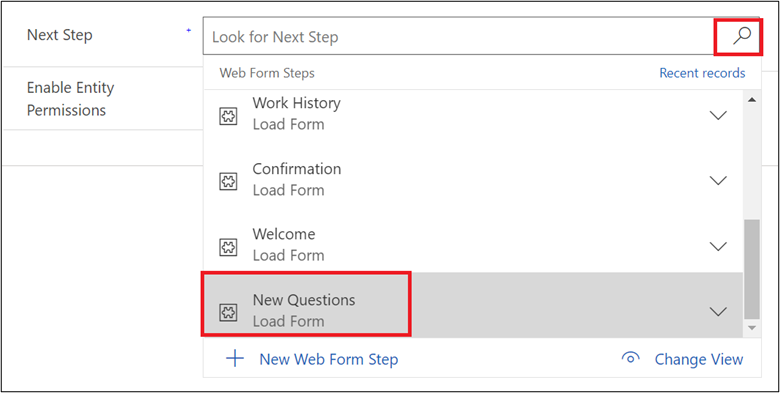 Next Step
Look for Next Step
Web Form Steps
Recent records
Enable Entity
Permissions
Work History
Load Form
Confirmation
Load Form
Welcome
Load Form
New Questions
Load Form
New Web Form Step
Change View